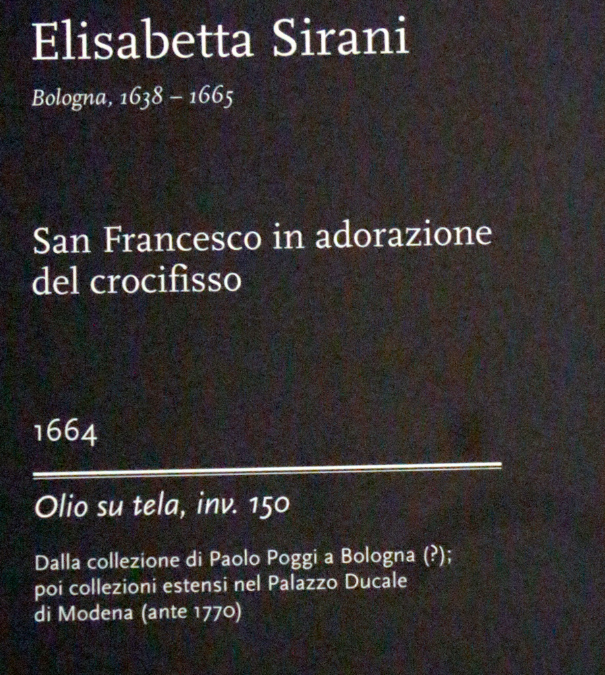 Elisabetta Sirani
Bologna, 1638 – 1665
San Francesco in adorazione
del crocifisso
1664
Olio su tela, inv. 150
Dalla collezione di Paolo Poggi a Bologna (?);
poi collezioni estensi nel Palazzo Ducale
di Modena (ante 1770)